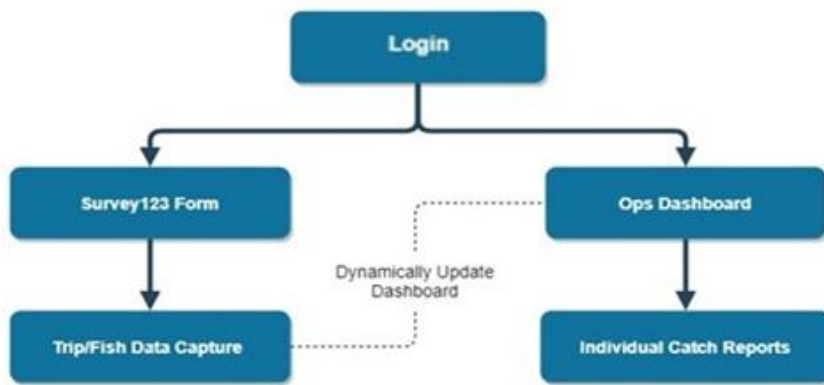 Login
Survey123 Form
Ops Dashboard
Dynamically Update
Dashboard
Trip/Fish Data Capture
Individual Catch Reports